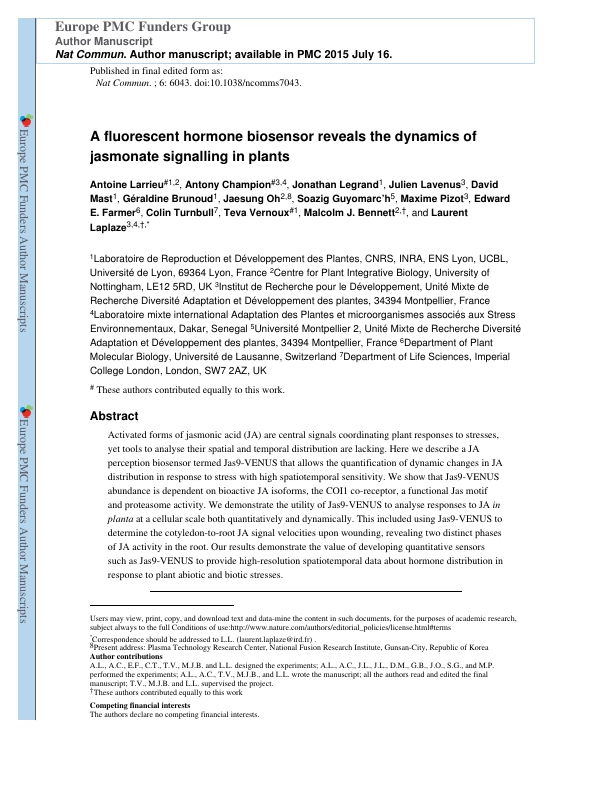 Europe PMC Funders Group
Author Manuscript
Nat Commun. Author manuscript; available in PMC 2015 July 16.
Published in final edited form as:
Nat Commun. ; 6: 6043. doi:10.1038/ncomms7043.
Europe PMC Funders Author Manuscripts
Europe PMC Funders Author Manuscripts
A fluorescent hormone biosensor reveals the dynamics of
jasmonate signalling in plants
Antoine Larrieu#1,2, Antony Champion#3,4, Jonathan Legrand1, Julien Lavenus3, David
Mast1, Géraldine Brunoud1, Jaesung Oh2,8, Soazig Guyomarc'h5, Maxime Pizot3, Edward
E. Farmer6, Colin Turnbull7, Teva Vernoux#1, Malcolm J. Bennett2,†, and Laurent
Laplaze3,4,†,*
1Laboratoire de Reproduction et Développement des Plantes, CNRS, INRA, ENS Lyon, UCBL,
Université de Lyon, 69364 Lyon, France 2Centre for Plant Integrative Biology, University of
Nottingham, LE12 5RD, UK 3Institut de Recherche pour le Développement, Unité Mixte de
Recherche Diversité Adaptation et Développement des plantes, 34394 Montpellier, France
4Laboratoire mixte international Adaptation des Plantes et microorganismes associés aux Stress
Environnementaux, Dakar, Senegal 5Université Montpellier 2, Unité Mixte de Recherche Diversité
Adaptation et Développement des plantes, 34394 Montpellier, France 6Department of Plant
Molecular Biology, Université de Lausanne, Switzerland 7Department of Life Sciences, Imperial
College London, London, SW7 2AZ, UK
# These authors contributed equally to this work.
Abstract
Activated forms of jasmonic acid (JA) are central signals coordinating plant responses to stresses,
yet tools to analyse their spatial and temporal distribution are lacking. Here we describe a JA
perception biosensor termed Jas9-VENUS that allows the quantification of dynamic changes in JA
distribution in response to stress with high spatiotemporal sensitivity. We show that Jas9-VENUS
abundance is dependent on bioactive JA isoforms, the COI1 co-receptor, a functional Jas motif
and proteasome activity. We demonstrate the utility of Jas9-VENUS to analyse responses to JA in
planta at a cellular scale both quantitatively and dynamically. This included using Jas9-VENUS to
determine the cotyledon-to-root JA signal velocities upon wounding, revealing two distinct phases
of JA activity in the root. Our results demonstrate the value of developing quantitative sensors
such as Jas9-VENUS to provide high-resolution spatiotemporal data about hormone distribution in
response to plant abiotic and biotic stresses.
Users may view, print, copy, and download text and data-mine the content in such documents, for the purposes of academic research,
subject always to the full Conditions of use:http://www.nature.com/authors/editorial_policies/license.html#terms
*Correspondence should be addressed to L.L. (laurent.laplaze@ird.fr) .
8Present address: Plasma Technology Research Center, National Fusion Research Institute, Gunsan-City, Republic of Korea
Author contributions
A.L., A.C., E.F., C.T., T.V., M.J.B. and L.L. designed the experiments; A.L., A.C., J.L., J.L., D.M., G.B., J.O., S.G., and M.P.
performed the experiments; A.L., A.C., T.V., M.J.B., and L.L. wrote the manuscript; all the authors read and edited the final
manuscript; T.V., M.J.B. and L.L. supervised the project.
†These authors contributed equally to this work
Competing financial interests
The authors declare no competing financial interests.